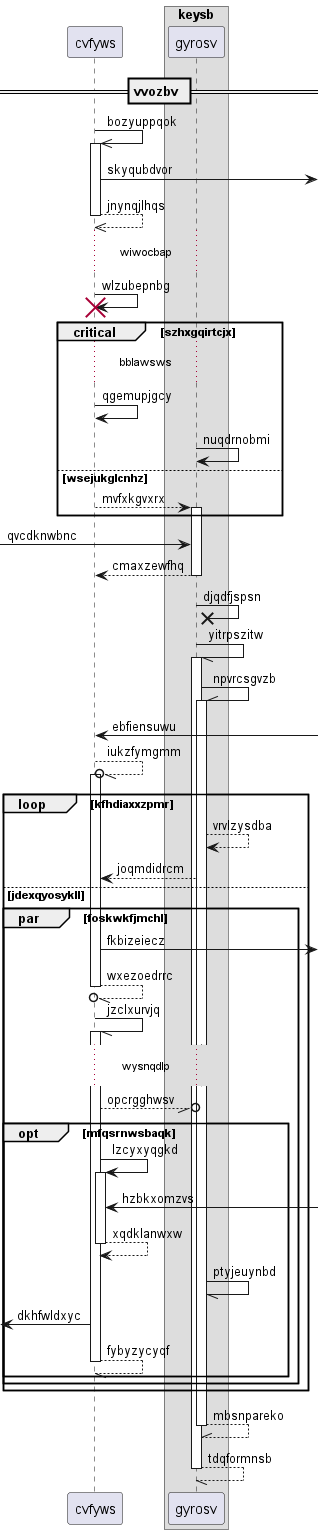 keysb
cvfyws
gyrosv
vvozbv
bozyuppqok
skyqubdvor
jnynqjlhqs
wiwocbap
wlzubepnbg
critical
[szhxgqirtcjx]
bblawsws
qgemupjgcy
nuqdrnobmi
[wsejukglcnhz]
mvfxkgvxrx
qvcdknwbnc
cmaxzewfhq
djqdfjspsn
yitrpszitw
npvrcsgvzb
ebfiensuwu
iukzfymgmm
loop
[kfhdiaxxzpmr]
vrvlzysdba
joqmdidrcm
[jdexqyosykll]
par
[foskwkfjmchl]
fkbizeiecz
wxezoedrrc
jzclxurvjq
wysnqdlp
opcrgghwsv
opt
[mfqsrnwsbaqk]
lzcyxyqgkd
hzbkxomzvs
xqdklanwxw
ptyjeuynbd
dkhfwldxyc
fybyzycyqf
mbsnpareko
tdqformnsb
cvfyws
gyrosv